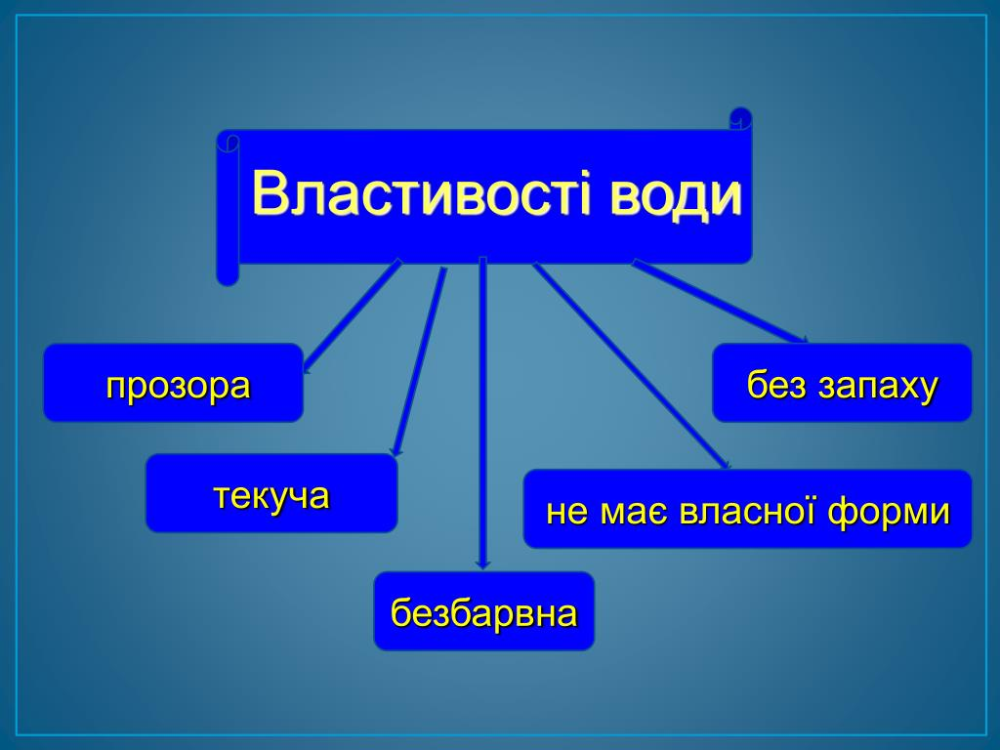 Властивості води
прозора
без запаху
текуча
не має власної форми
безбарвна